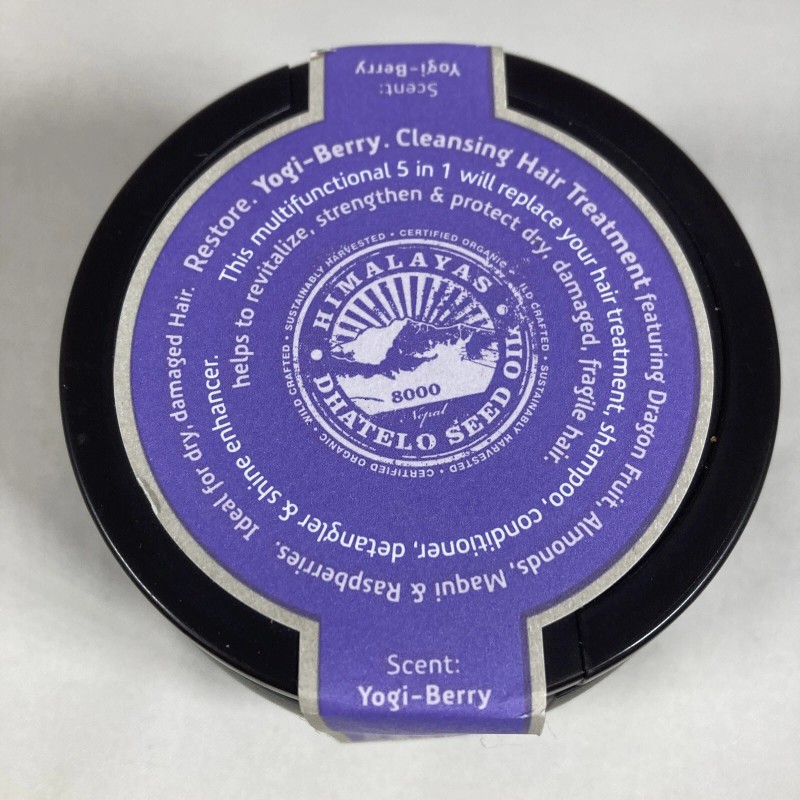 Scent:
Yogi-Berry
Restore. Yogi-Berry. Cleansing Hair Treatment featuring Dragon Fruit, Almonds, Maqui & Raspberries. Ideal for dry, damaged Hair.
This multifunctional 5 in 1 will replace your hair treatment, shampoo, conditioner, detangler & shine enhancer.
helps to revitalize, strengthen & protect dry, damaged, fragile hair.
• SUSTAINABLY HARVESTED • CERTIFIED ORGANIC • WILD CRAFTED • SUSTAINABLY HARVESTED • CERTIFIED ORGANIC • WILD CRAFTED
HIMALAYAS
8000
Nepal
• DHATELO SEED OIL •
Scent:
Yogi-Berry